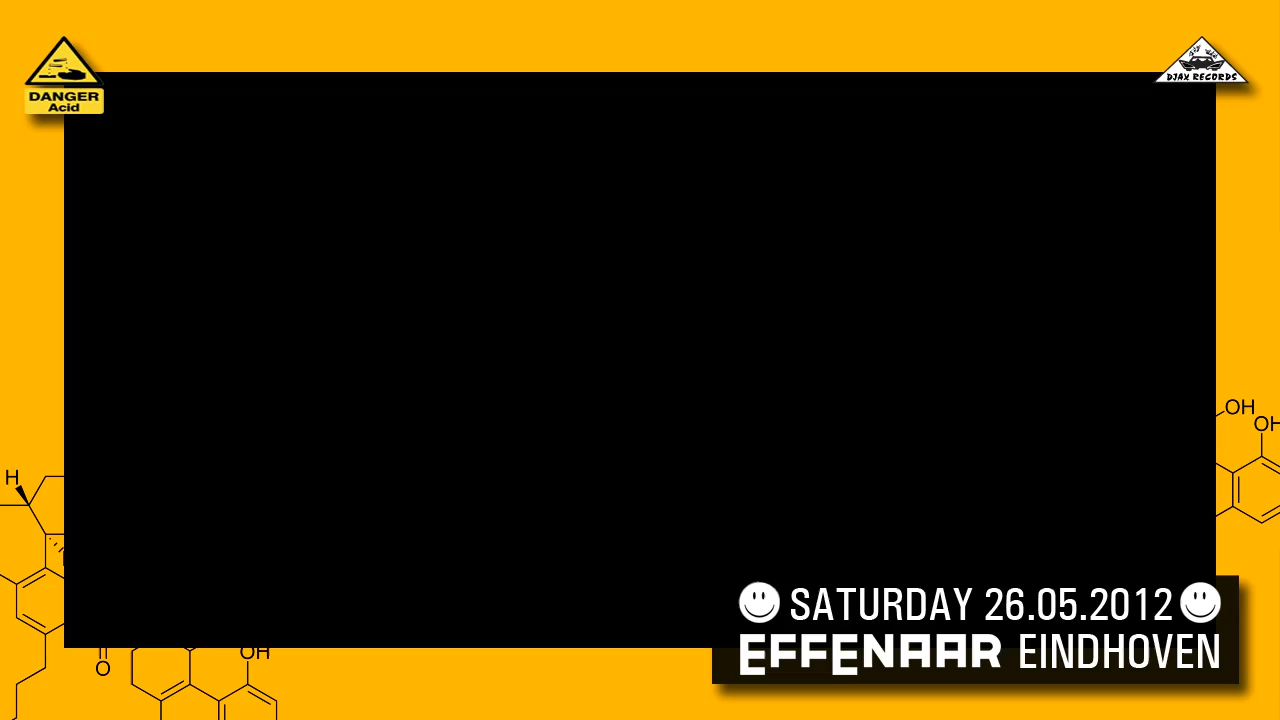 DANGER
Acid
DJAX RECORDS
OH
OH
H
SATURDAY 26.05.2012
EFFENAAR EINDHOVEN
OH
O